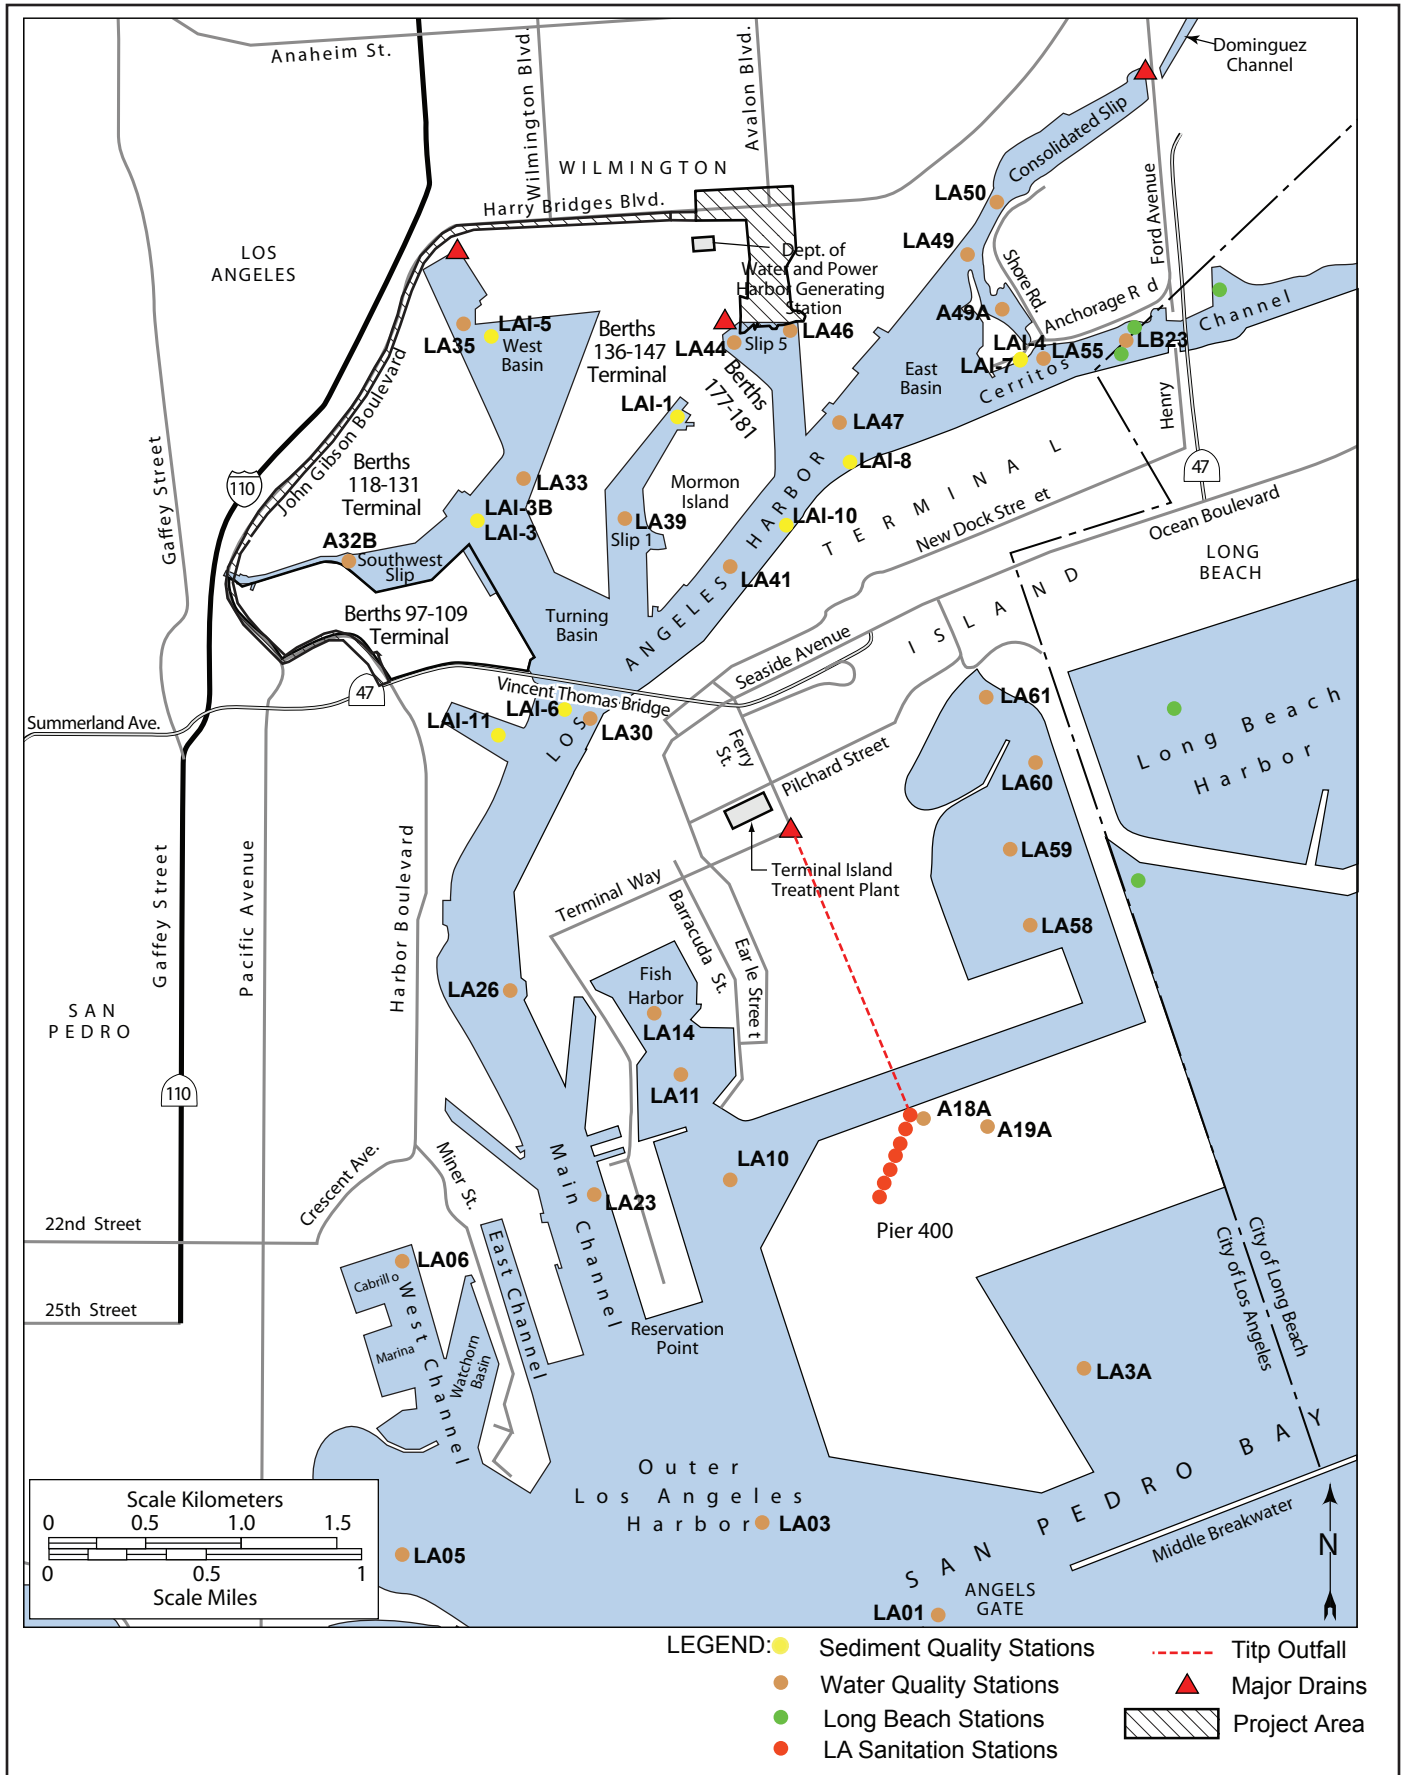 Anaheim St.
Wilmington Blvd.
Avalon Blvd.
Dominguez
Channel
Consolidated Slip
WILMINGTON
Harry Bridges Blvd.
LOS
ANGELES
LA50
LA49
Ford Avenue
Shore Rd.
Dept. of
Water and Power
Harbor Generating
Station
A49A
Anchorage R d
Channel
LAI-5
LA35
West
Basin
Berths
136-147
Terminal
LA44
Slip 5
LA46
LAI-4
LAI-7
LA55
LB23
Cerritos
East
Basin
Berths
177-181
LAI-1
LA47
Henry
John Gibson Boulevard
Gaffey Street
110
Berths
118-131
Terminal
LA33
LAI-3B
LAI-3
Mormon
Island
LAI-8
LA39
Slip 1
LAI-10
47
A32B
Southwest
Slip
LA41
TERMINAL
New Dock Stre et
Ocean Boulevard
LONG
BEACH
Berths 97-109
Terminal
Turning
Basin
LOS ANGELES HARBOR
ISLAND
Seaside Avenue
47
Vincent Thomas Bridge
Summerland Ave.
LAI-11
LAI-6
LA30
LA61
Long Beach
Harbor
Ferry
St.
Pilchard Street
LA60
Gaffey Street
Pacific Avenue
Harbor Boulevard
LA59
Terminal Island
Treatment Plant
Terminal Way
Barracuda St.
Ear le Stree t
LA58
Fish
Harbor
LA26
LA14
SAN
PEDRO
LA11
110
A18A
A19A
Crescent Ave.
Miner St.
Main Channel
LA10
LA23
Pier 400
22nd Street
LA06
East Channel
City of Long Beach
City of Los Angeles
Cabrillo
25th Street
West Channel
Marina
Watchorn
Basin
Reservation
Point
LA3A
Outer
Los Angeles
Harbor
LA03
SAN PEDRO BAY
Middle Breakwater
Scale Kilometers
0 0.5 1.0 1.5
0 0.5 1
Scale Miles
LA05
ANGELS
GATE
LA01
N
LEGEND:
Sediment Quality Stations
Water Quality Stations
Long Beach Stations
LA Sanitation Stations
Titp Outfall
Major Drains
Project Area